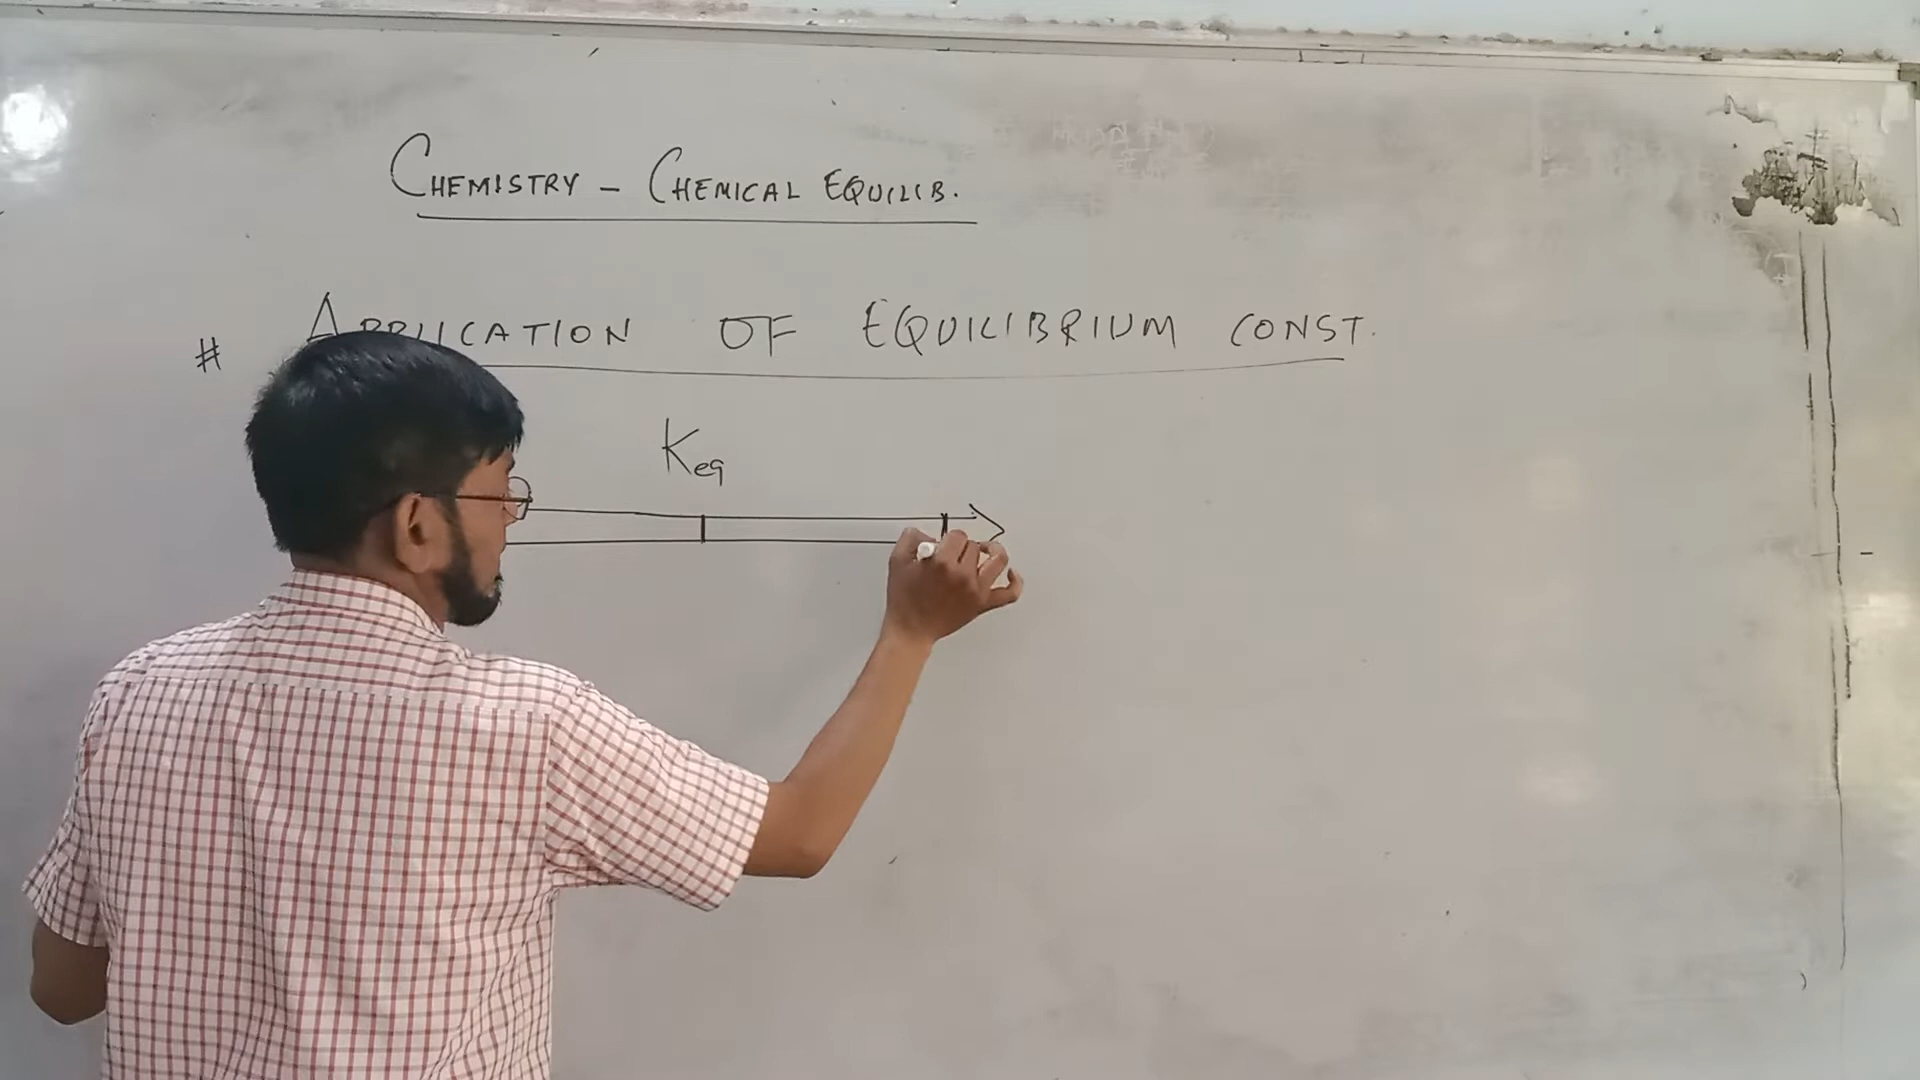 CHEMISTRY – CHEMICAL EQUILIB.
# APPLICATION OF EQUILIBRIUM CONST.
Keq